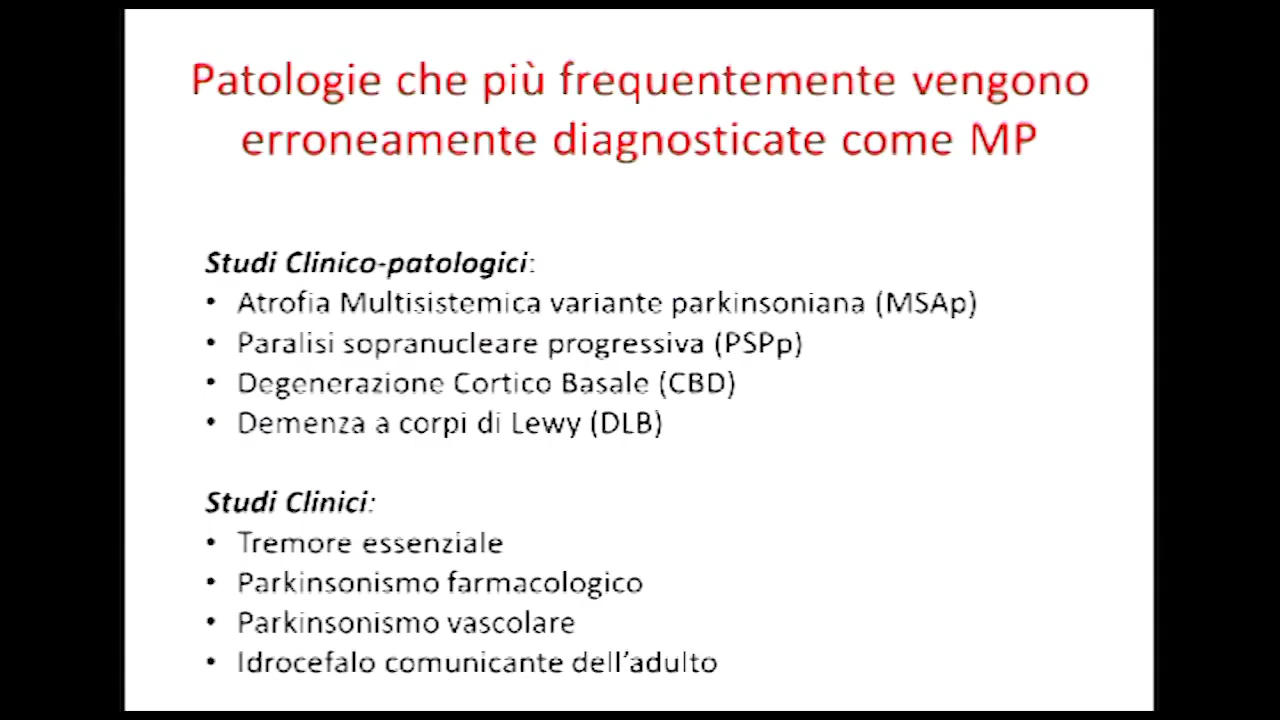 Patologie che più frequentemente vengono
erroneamente diagnosticate come MP
Studi Clinico-patologici:
• Atrofia Multisistemica variante parkinsoniana (MSAp)
• Paralisi sopranucleare progressiva (PSPp)
• Degenerazione Cortico Basale (CBD)
• Demenza a corpi di Lewy (DLB)
Studi Clinici:
• Tremore essenziale
• Parkinsonismo farmacologico
• Parkinsonismo vascolare
• Idrocefalo comunicante dell’adulto